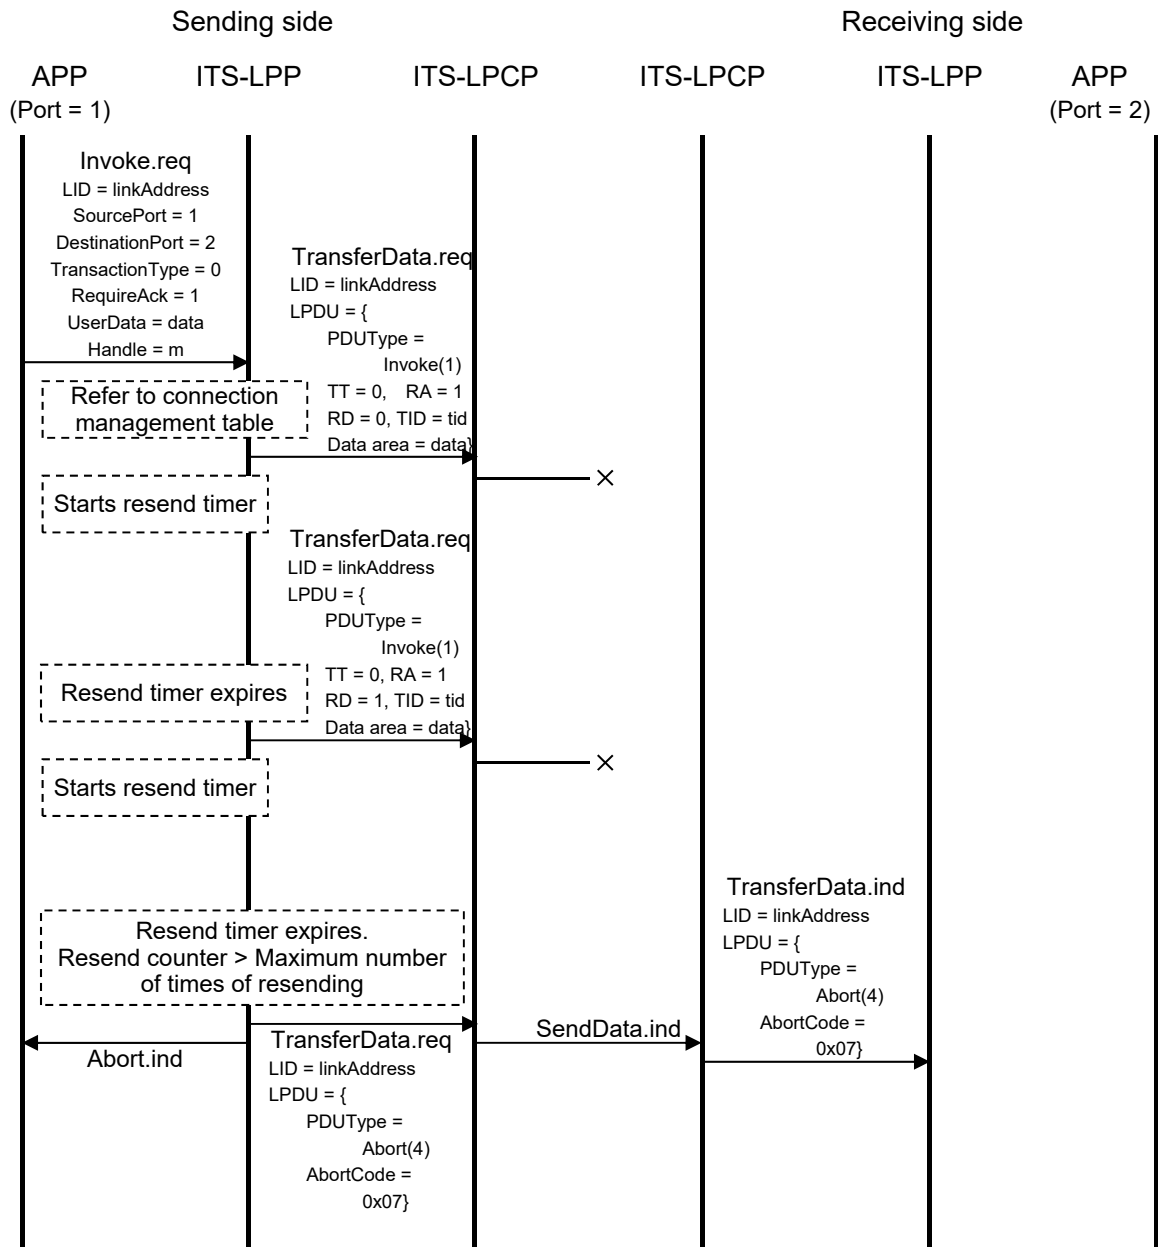 Sending side
Receiving side
APP
(Port = 1)
ITS-LPP
ITS-LPCP
ITS-LPCP
ITS-LPP
APP
(Port = 2)
Invoke.req
LID = linkAddress
SourcePort = 1
DestinationPort = 2
TransactionType = 0
RequireAck = 1
UserData = data
Handle = m
TransferData.req
LID = linkAddress
LPDU = {
PDUType =
Invoke(1)
TT = 0, RA = 1
RD = 0, TID = tid
Data area = data}
Refer to connection
management table
×
Starts resend timer
TransferData.req
LID = linkAddress
LPDU = {
PDUType =
Invoke(1)
TT = 0, RA = 1
RD = 1, TID = tid
Data area = data}
Resend timer expires
×
Starts resend timer
Resend timer expires.
Resend counter > Maximum number
of times of resending
Abort.ind
TransferData.req
LID = linkAddress
LPDU = {
PDUType =
Abort(4)
AbortCode =
0x07}
SendData.ind
TransferData.ind
LID = linkAddress
LPDU = {
PDUType =
Abort(4)
AbortCode =
0x07}